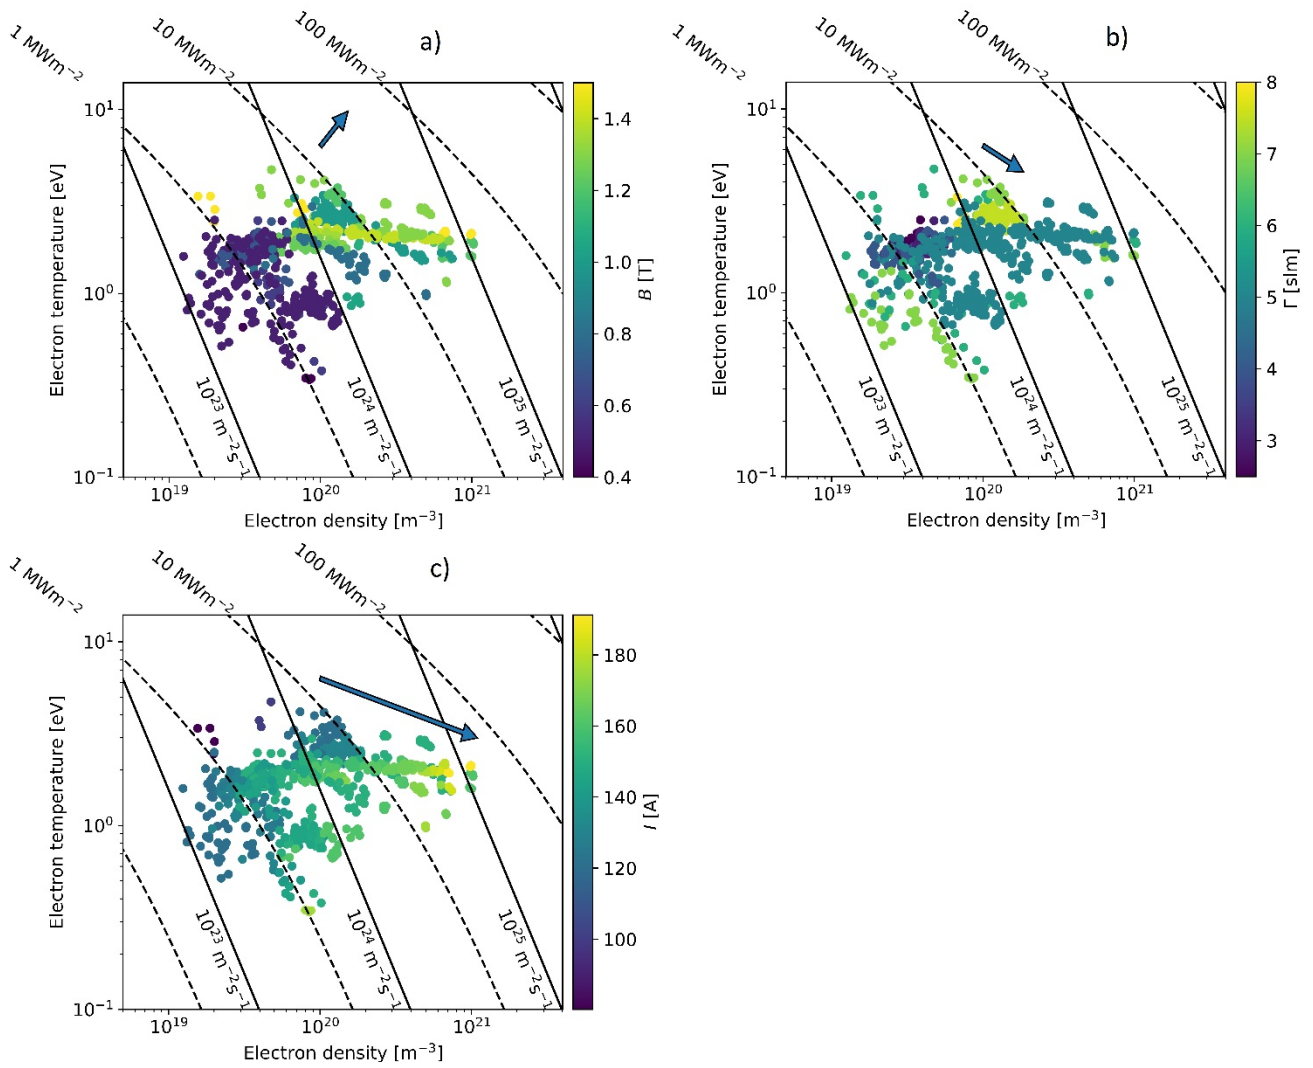 a)
1 MWm⁻²
10 MWm⁻²
100 MWm⁻²
10¹
10⁰
10⁻¹
Electron temperature [eV]
10²³ m⁻²s⁻¹
10²⁴ m⁻²s⁻¹
10²⁵ m⁻²s⁻¹
10¹⁹
10²⁰
10²¹
Electron density [m⁻³]
1.4
1.2
1.0
0.8
0.6
0.4
B [T]
b)
1 MWm⁻²
10 MWm⁻²
100 MWm⁻²
10¹
10⁰
10⁻¹
Electron temperature [eV]
10²³ m⁻²s⁻¹
10²⁴ m⁻²s⁻¹
10²⁵ m⁻²s⁻¹
10¹⁹
10²⁰
10²¹
Electron density [m⁻³]
8
7
6
5
4
3
Γ [slm]
c)
1 MWm⁻²
10 MWm⁻²
100 MWm⁻²
10¹
10⁰
10⁻¹
Electron temperature [eV]
10²³ m⁻²s⁻¹
10²⁴ m⁻²s⁻¹
10²⁵ m⁻²s⁻¹
10¹⁹
10²⁰
10²¹
Electron density [m⁻³]
180
160
140
120
100
I [A]